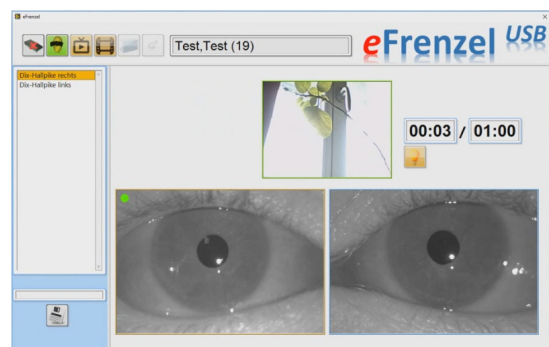 eFrenzel
Test,Test (19)
eFrenzel USB
Dix-Hallpike rechts
Dix-Hallpike links
00:03 / 01:00